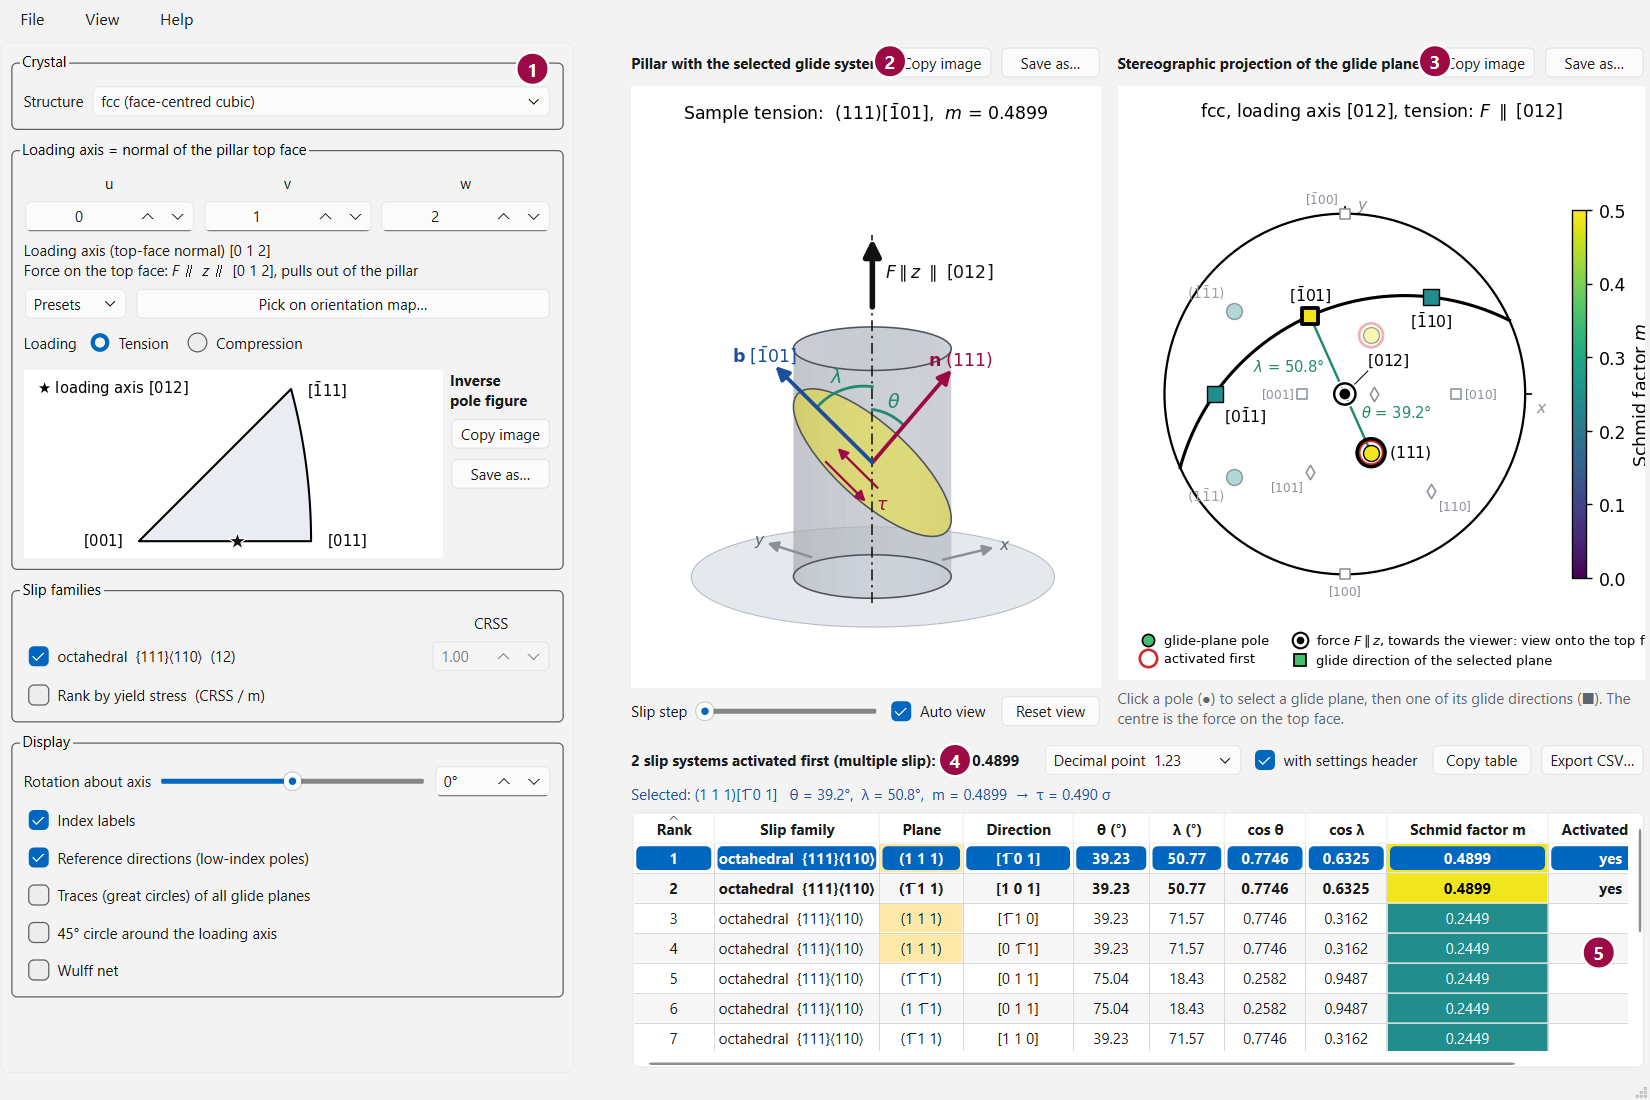 File View Help
Crystal
1
Structure fcc (face-centred cubic)
Loading axis = normal of the pillar top face
u v w
0 1 2
Loading axis (top-face normal) [0 1 2]
Force on the top face: F ∥ z ∥ [0 1 2], pulls out of the pillar
Presets Pick on orientation map...
Loading Tension Compression
★ loading axis [012]
[1̄11]
[001]
[011]
Inverse
pole figure
Copy image
Save as...
Slip families
CRSS
octahedral {111}⟨110⟩ (12) 1.00
Rank by yield stress (CRSS / m)
Display
Rotation about axis 0°
Index labels
Reference directions (low-index poles)
Traces (great circles) of all glide planes
45° circle around the loading axis
Wulff net
Pillar with the selected glide 2 Copy image Save as...
Sample tension: (111)[1̄01], m = 0.4899
F ∥ z ∥ [012]
b [1̄01]
n (111)
λ
θ
τ
y
x
Slip step Auto view Reset view
Stereographic projection of the glide 3 Copy image Save as...
fcc, loading axis [012], tension: F ∥ [012]
[1̄00]
y
(1̄1̄1)
[1̄01]
[1̄10]
[012]
λ = 50.8°
[001]
[010]
x
θ = 39.2°
[01̄1]
(111)
(11̄1)
[101]
[110]
[100]
0.5
0.4
0.3
0.2
0.1
0.0
Schmid factor m
glide-plane pole
activated first
force F ∥ z, towards the viewer: view onto the top f
glide direction of the selected plane
Click a pole (●) to select a glide plane, then one of its glide directions (■). The
centre is the force on the top face.
2 slip systems activated first (multiple slip): 4 0.4899 Decimal point 1.23 with settings header Copy table Export CSV...
Selected: (1 1 1)[1̄ 0 1] θ = 39.2°, λ = 50.8°, m = 0.4899 → τ = 0.490 σ
Rank Slip family Plane Direction θ (°) λ (°) cos θ cos λ Schmid factor m Activated
1 octahedral {111}⟨110⟩ (1 1 1) [1̄ 0 1] 39.23 50.77 0.7746 0.6325 0.4899 yes
2 octahedral {111}⟨110⟩ (1̄ 1 1) [1 0 1] 39.23 50.77 0.7746 0.6325 0.4899 yes
3 octahedral {111}⟨110⟩ (1 1 1) [1̄ 1 0] 39.23 71.57 0.7746 0.3162 0.2449
4 octahedral {111}⟨110⟩ (1 1 1) [0 1̄ 1] 39.23 71.57 0.7746 0.3162 0.2449
5 octahedral {111}⟨110⟩ (1̄ 1̄ 1) [0 1 1] 75.04 18.43 0.2582 0.9487 0.2449
6 octahedral {111}⟨110⟩ (1 1̄ 1) [0 1 1] 75.04 18.43 0.2582 0.9487 0.2449
7 octahedral {111}⟨110⟩ (1̄ 1 1) [1 1 0] 39.23 71.57 0.7746 0.3162 0.2449
5